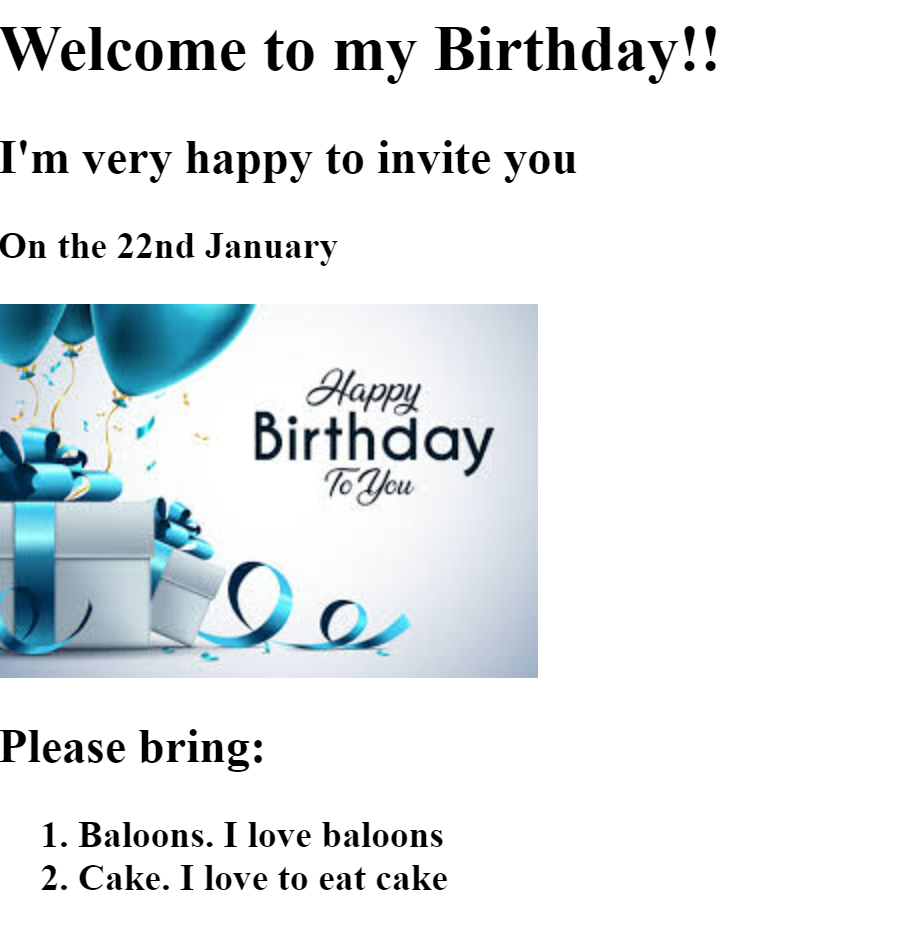 Welcome to my Birthday!!
I'm very happy to invite you
On the 22nd January
Happy
Birthday
To You
Please bring:
1. Baloons. I love baloons
2. Cake. I love to eat cake